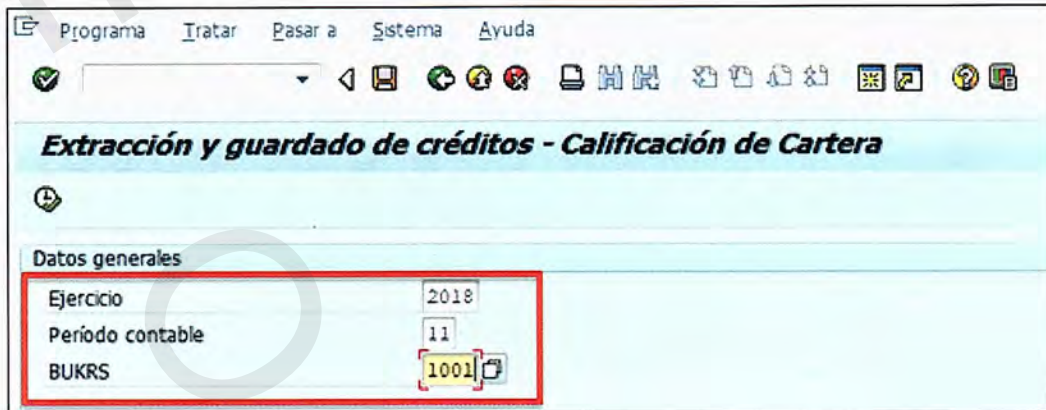 Programa Tratar Pasar a Sistema Ayuda
Extracción y guardado de créditos - Calificación de Cartera
Datos generales
Ejercicio 2018
Período contable 11
BUKRS 1001